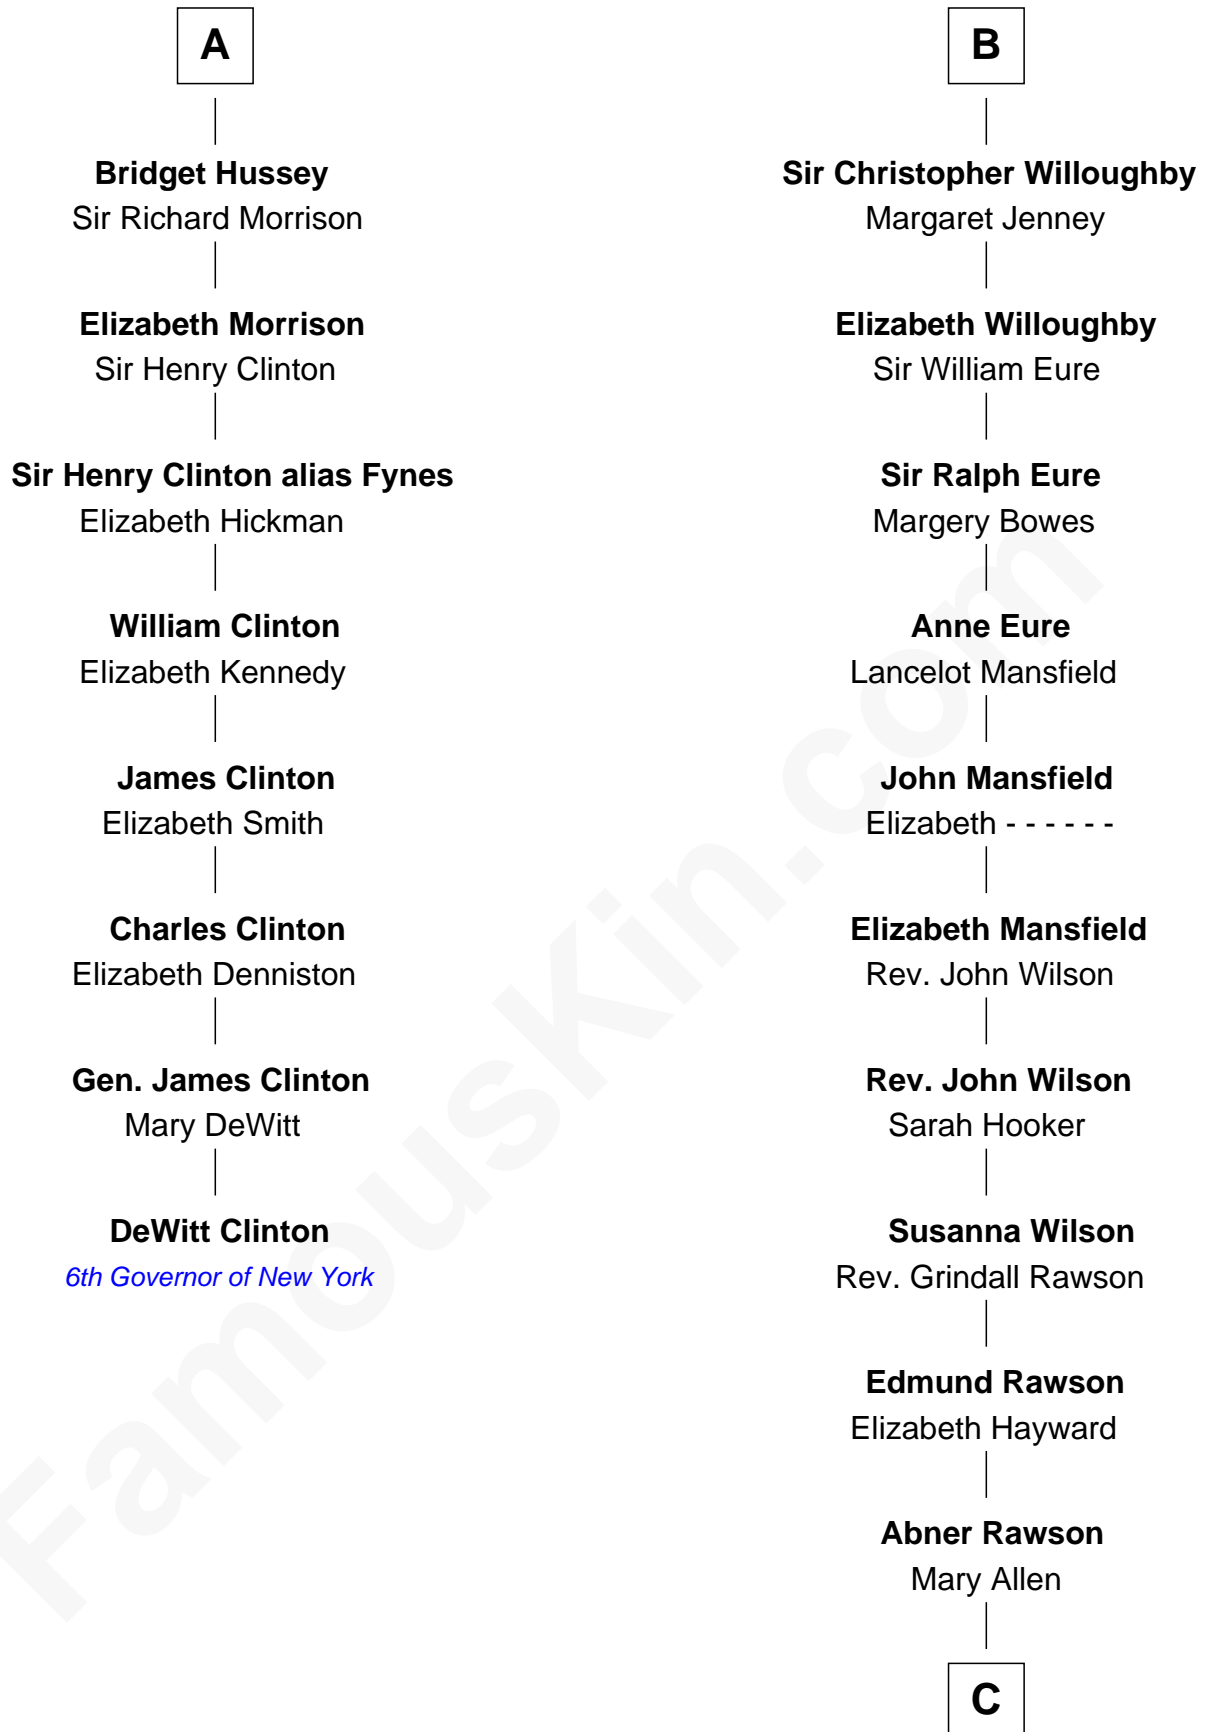 A
Bridget Hussey
Sir Richard Morrison
Elizabeth Morrison
Sir Henry Clinton
Sir Henry Clinton alias Fynes
Elizabeth Hickman
William Clinton
Elizabeth Kennedy
James Clinton
Elizabeth Smith
Charles Clinton
Elizabeth Denniston
Gen. James Clinton
Mary DeWitt
DeWitt Clinton
6th Governor of New York
B
Sir Christopher Willoughby
Margaret Jenney
Elizabeth Willoughby
Sir William Eure
Sir Ralph Eure
Margery Bowes
Anne Eure
Lancelot Mansfield
John Mansfield
Elizabeth - - - - - -
Elizabeth Mansfield
Rev. John Wilson
Rev. John Wilson
Sarah Hooker
Susanna Wilson
Rev. Grindall Rawson
Edmund Rawson
Elizabeth Hayward
Abner Rawson
Mary Allen
C
FamousKin.com